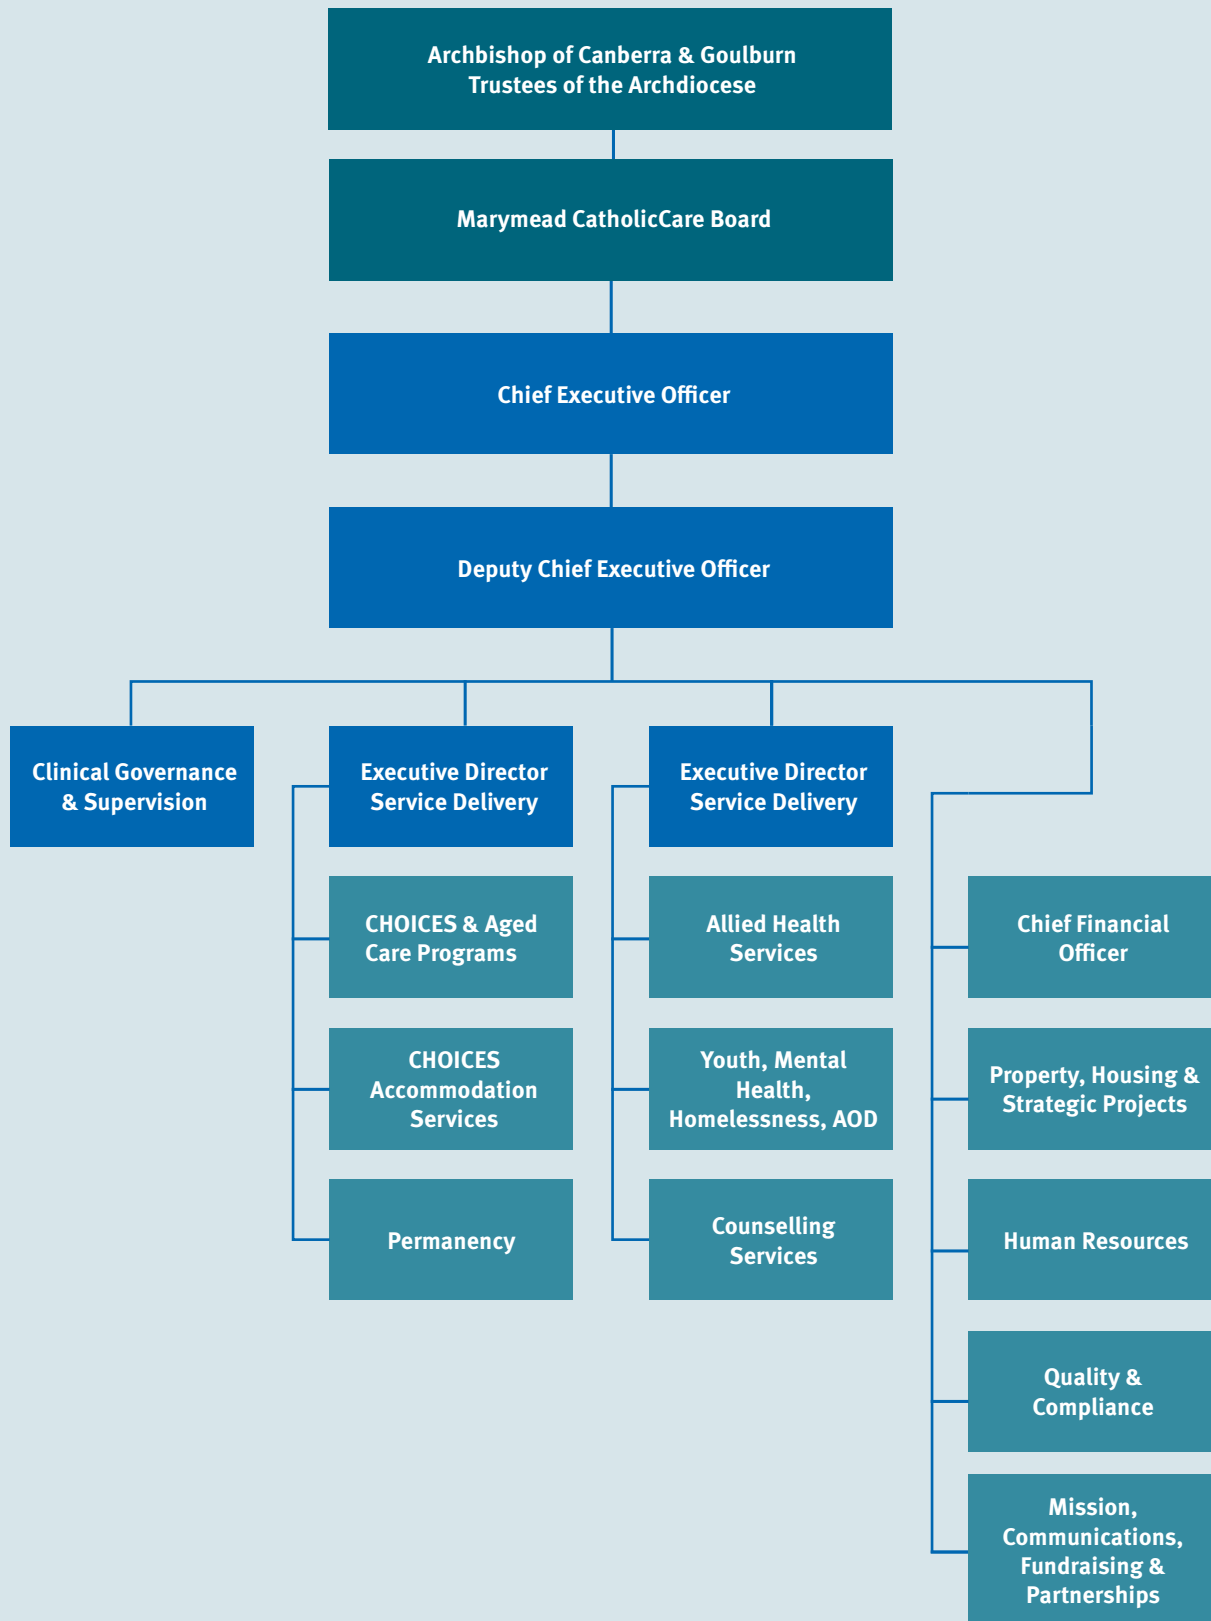 Archbishop of Canberra & Goulburn
Trustees of the Archdiocese
Marymead CatholicCare Board
Chief Executive Officer
Deputy Chief Executive Officer
Clinical Governance
& Supervision
Executive Director
Service Delivery
CHOICES & Aged
Care Programs
CHOICES
Accommodation
Services
Permanency
Executive Director
Service Delivery
Allied Health
Services
Youth, Mental
Health,
Homelessness, AOD
Counselling
Services
Chief Financial
Officer
Property, Housing &
Strategic Projects
Human Resources
Quality &
Compliance
Mission,
Communications,
Fundraising &
Partnerships